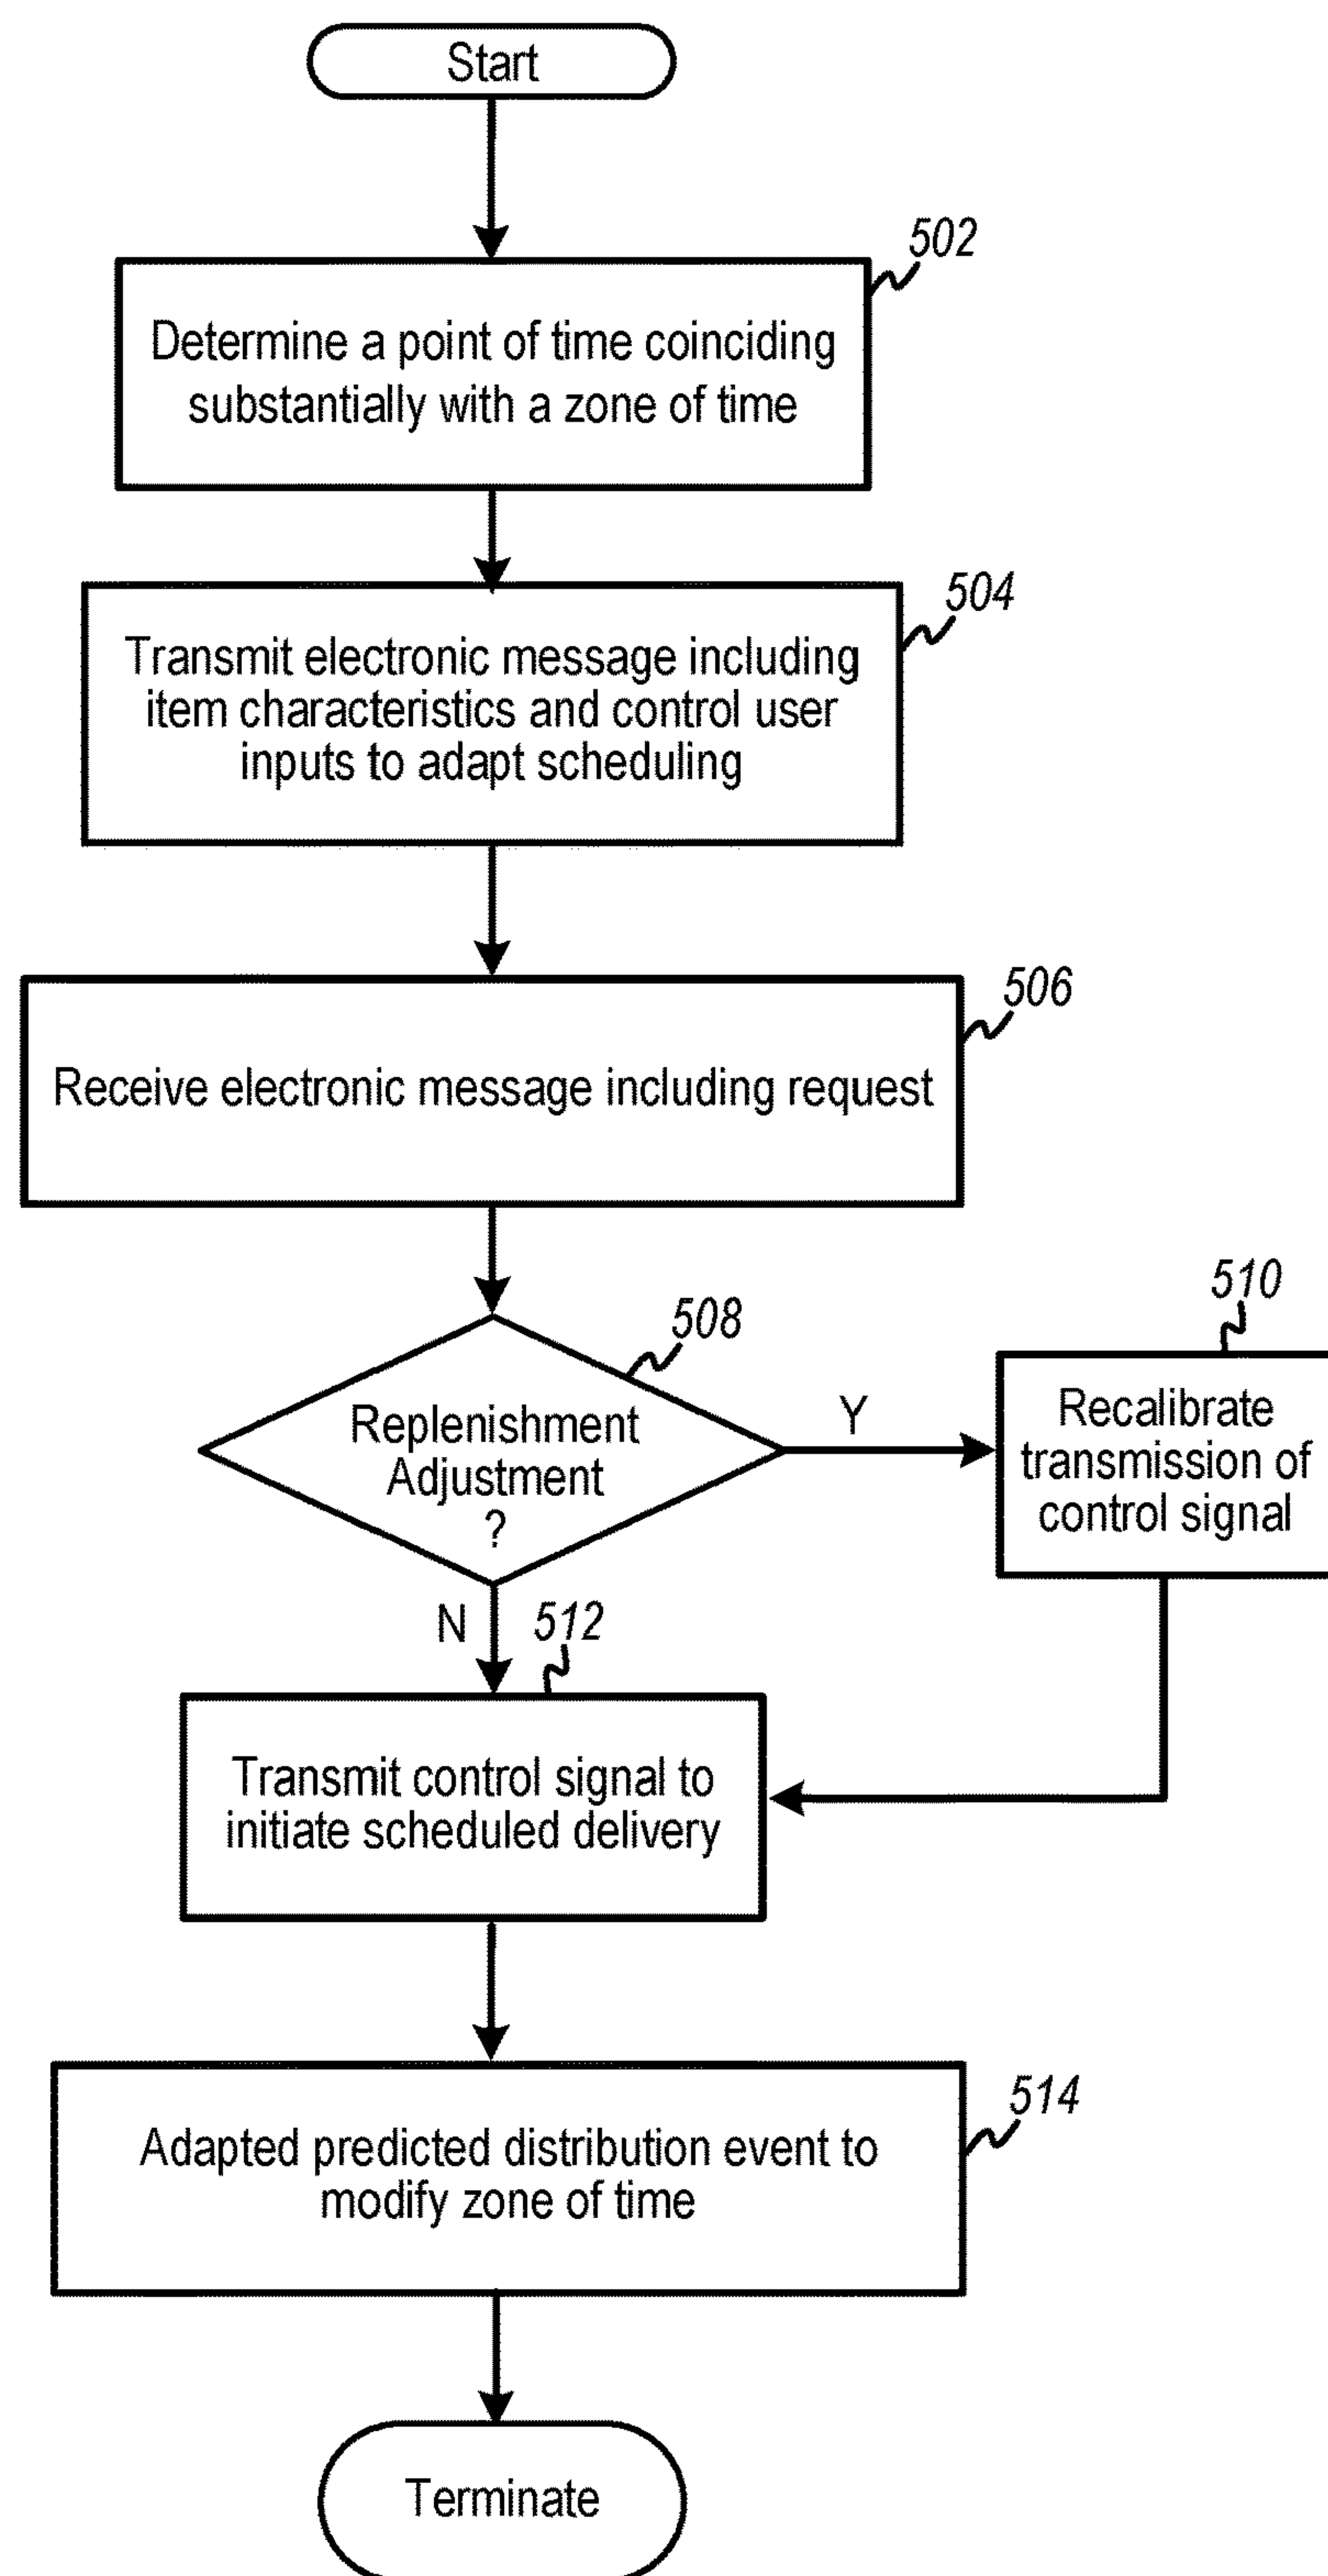 Start
502
Determine a point of time coinciding
substantially with a zone of time
504
Transmit electronic message including
item characteristics and control user
inputs to adapt scheduling
506
Receive electronic message including request
508
Replenishment
Adjustment
?
Y
510
Recalibrate
transmission of
control signal
N
512
Transmit control signal to
initiate scheduled delivery
514
Adapted predicted distribution event to
modify zone of time
Terminate